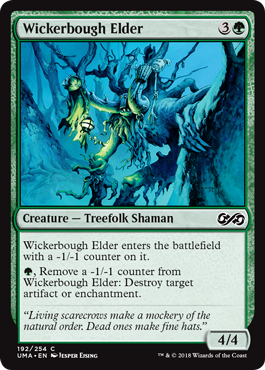 Wickerbough Elder 3
Creature — Treefolk Shaman
Wickerbough Elder enters the battlefield
with a -1/-1 counter on it.
, Remove a -1/-1 counter from
Wickerbough Elder: Destroy target
artifact or enchantment.
“Living scarecrows make a mockery of the
natural order. Dead ones make fine hats.”
4/4
192/254 C
UMA • EN Jesper Ejsing
™ & © 2018 Wizards of the Coast